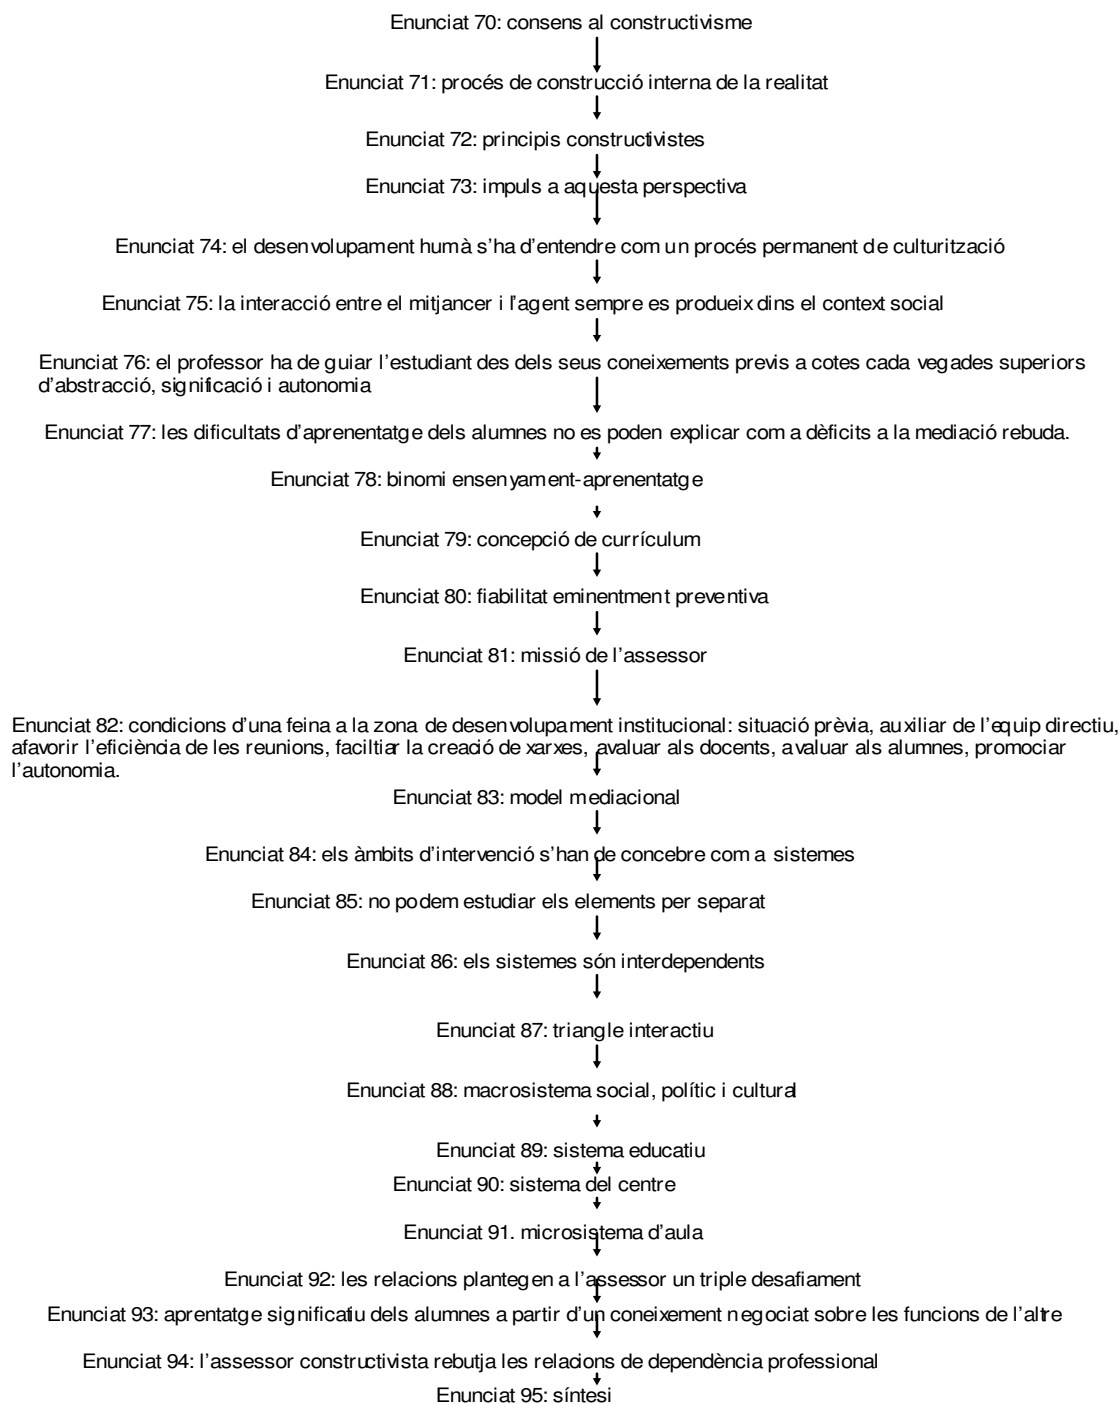 Enunciat 70: consens al constructivisme
Enunciat 71: procés de construcció interna de la realitat
Enunciat 72: principis constructivistes
Enunciat 73: impuls a aquesta perspectiva
Enunciat 74: el desenvolupament humà s’ha d’entendre com un procés permanent de culturització
Enunciat 75: la interacció entre el mitjancer i l’agent sempre es produeix dins el context social
Enunciat 76: el professor ha de guiar l’estudiant des dels seus coneixements previs a cotes cada vegades superiors
d’abstracció, significació i autonomia
Enunciat 77: les dificultats d’aprenentatge dels alumnes no es poden explicar com a dèficits a la mediació rebuda.
Enunciat 78: binomi ensenyament-aprenentatge
Enunciat 79: concepció de currículum
Enunciat 80: fiabilitat eminentment preventiva
Enunciat 81: missió de l’assessor
Enunciat 82: condicions d’una feina a la zona de desenvolupament institucional: situació prèvia, auxiliar de l’equip directiu,
afavorir l’eficiència de les reunions, faciltiar la creació de xarxes, avaluar als docents, avaluar als alumnes, promociar
l’autonomia.
Enunciat 83: model mediacional
Enunciat 84: els àmbits d’intervenció s’han de concebre com a sistemes
Enunciat 85: no podem estudiar els elements per separat
Enunciat 86: els sistemes són interdependents
Enunciat 87: triangle interactiu
Enunciat 88: macrosistema social, polític i cultural
Enunciat 89: sistema educatiu
Enunciat 90: sistema del centre
Enunciat 91. microsistema d’aula
Enunciat 92: les relacions plantegen a l’assessor un triple desafiament
Enunciat 93: aprentatge significatiu dels alumnes a partir d’un coneixement negociat sobre les funcions de l’altre
Enunciat 94: l’assessor constructivista rebutja les relacions de dependència professional
Enunciat 95: síntesi